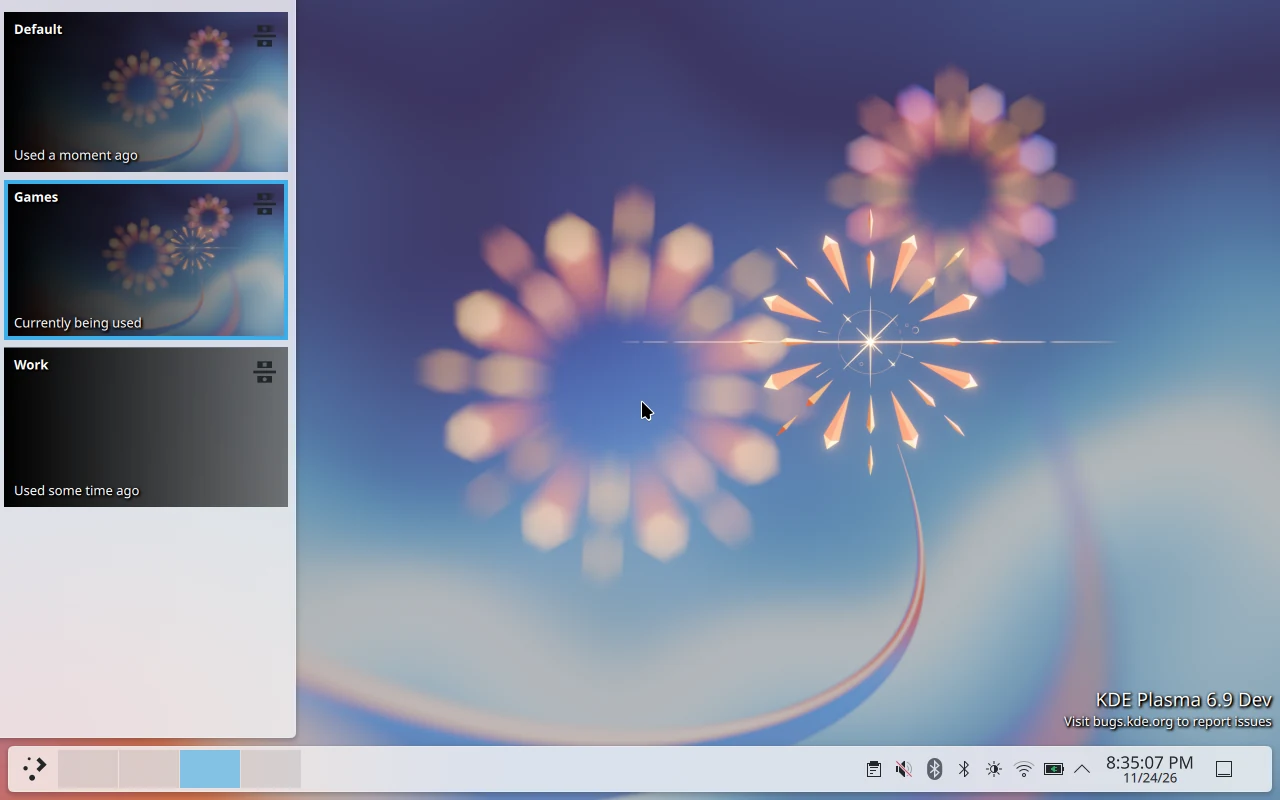 Default
Used a moment ago
Games
Currently being used
Work
Used some time ago
KDE Plasma 6.9 Dev
Visit bugs.kde.org to report issues
8:35:07 PM
11/24/26